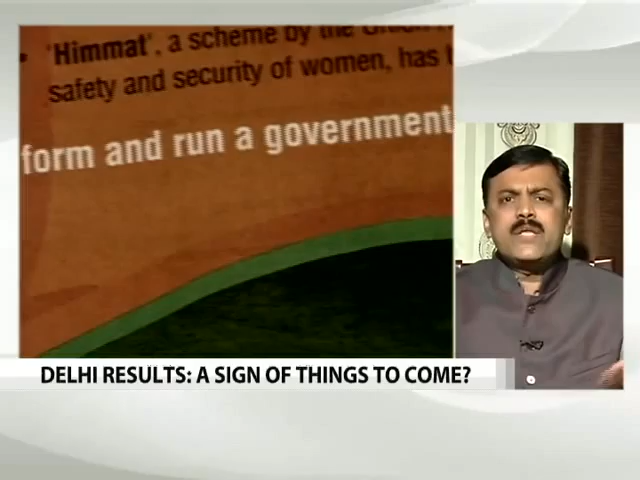 • 'Himmat', a scheme by the Union
safety and security of women, has
form and run a government
DELHI RESULTS: A SIGN OF THINGS TO COME?